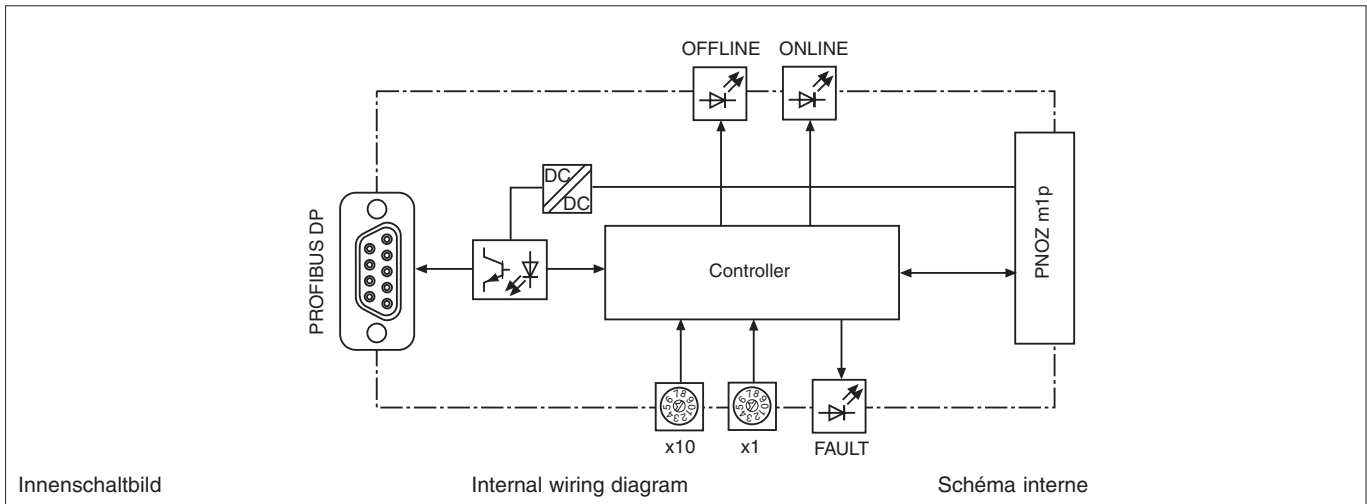 OFFLINE ONLINE
DC
DC
PROFIBUS DP
Controller
PNOZ m1p
x10 x1 FAULT
Innenschaltbild Internal wiring diagram Schéma interne